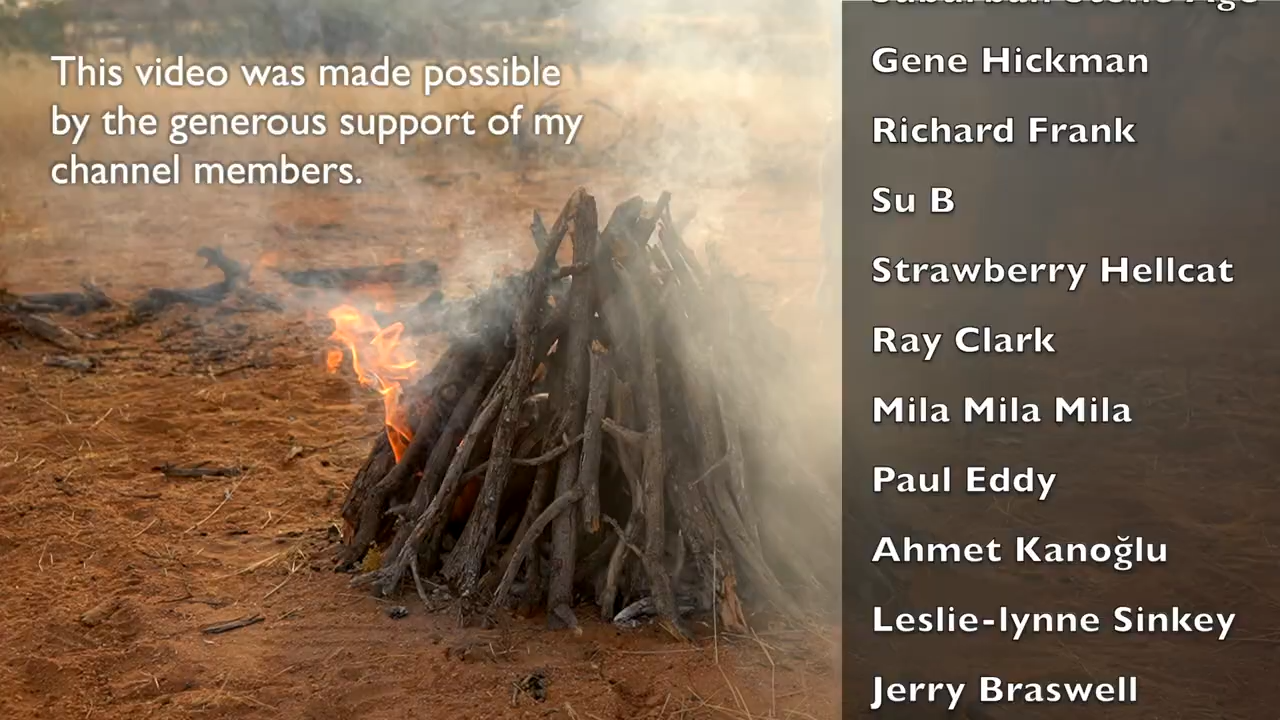 This video was made possible
by the generous support of my
channel members.
Gene Hickman
Richard Frank
Su B
Strawberry Hellcat
Ray Clark
Mila Mila Mila
Paul Eddy
Ahmet Kanoğlu
Leslie-lynne Sinkey
Jerry Braswell